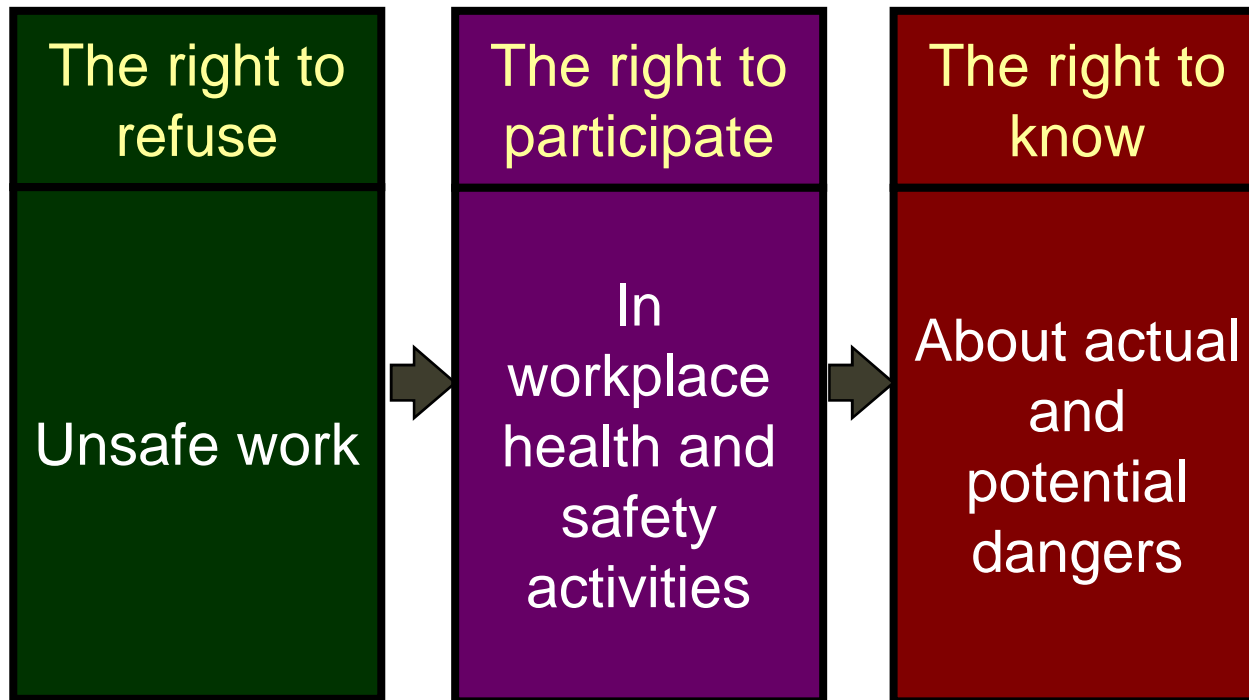 The right to
refuse
Unsafe work
The right to
participate
In
workplace
health and
safety
activities
The right to
know
About actual
and
potential
dangers